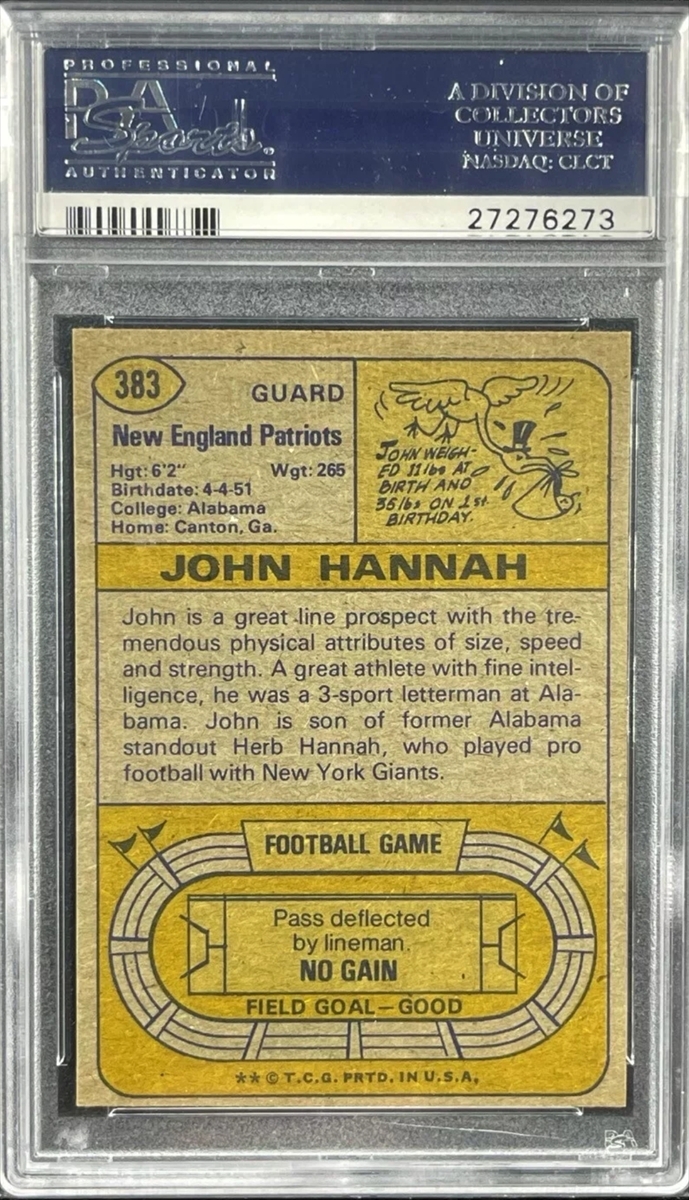 PROFESSIONAL
PSA
Sports
AUTHENTICATOR
A DIVISION OF
COLLECTORS
UNIVERSE
NASDAQ: CLCT
27276273
383
GUARD
New England Patriots
Hgt: 6'2" Wgt: 265
Birthdate: 4-4-51
College: Alabama
Home: Canton, Ga.
JOHN WEIGH-
ED 11 lbs AT
BIRTH AND
36 lbs ON 1st
BIRTHDAY.
JOHN HANNAH
John is a great line prospect with the tre-
mendous physical attributes of size, speed
and strength. A great athlete with fine intel-
ligence, he was a 3-sport letterman at Ala-
bama. John is son of former Alabama
standout Herb Hannah, who played pro
football with New York Giants.
FOOTBALL GAME
Pass deflected
by lineman.
NO GAIN
FIELD GOAL—GOOD
** © T.C.G. PRTD. IN U.S.A.